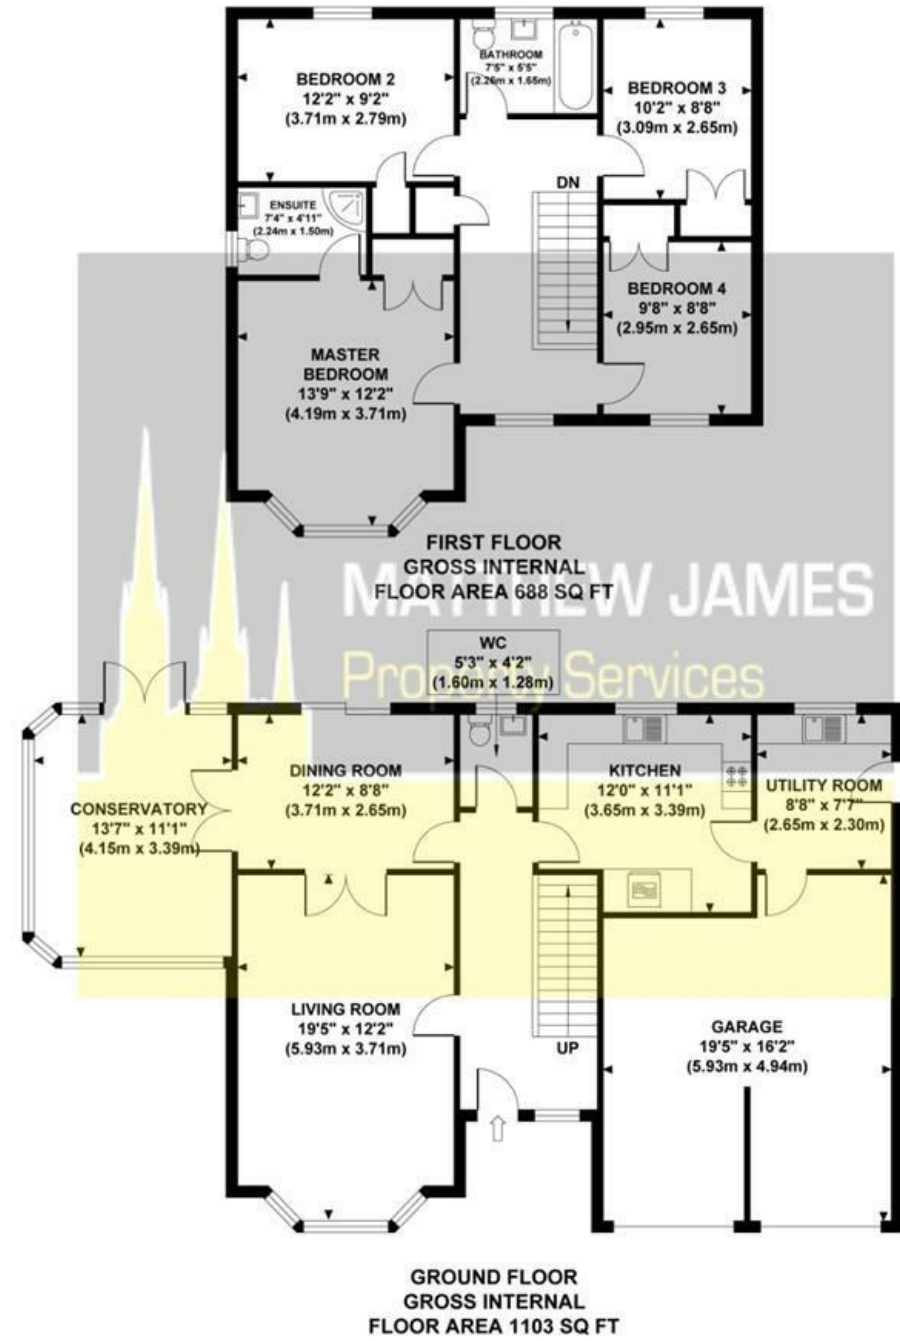 BEDROOM 2
12'2" x 9'2"
(3.71m x 2.79m)
BATHROOM
7'5" x 5'5"
(2.26m x 1.65m)
BEDROOM 3
10'2" x 8'8"
(3.09m x 2.65m)
DN
ENSUITE
7'4" x 4'11"
(2.24m x 1.50m)
BEDROOM 4
9'8" x 8'8"
(2.95m x 2.65m)
MASTER
BEDROOM
13'9" x 12'2"
(4.19m x 3.71m)
FIRST FLOOR
GROSS INTERNAL
FLOOR AREA 688 SQ FT
MATTHEW JAMES
Property Services
WC
5'3" x 4'2"
(1.60m x 1.28m)
DINING ROOM
12'2" x 8'8"
(3.71m x 2.65m)
KITCHEN
12'0" x 11'1"
(3.65m x 3.39m)
UTILITY ROOM
8'8" x 7'7"
(2.65m x 2.30m)
CONSERVATORY
13'7" x 11'1"
(4.15m x 3.39m)
LIVING ROOM
19'5" x 12'2"
(5.93m x 3.71m)
UP
GARAGE
19'5" x 16'2"
(5.93m x 4.94m)
GROUND FLOOR
GROSS INTERNAL
FLOOR AREA 1103 SQ FT